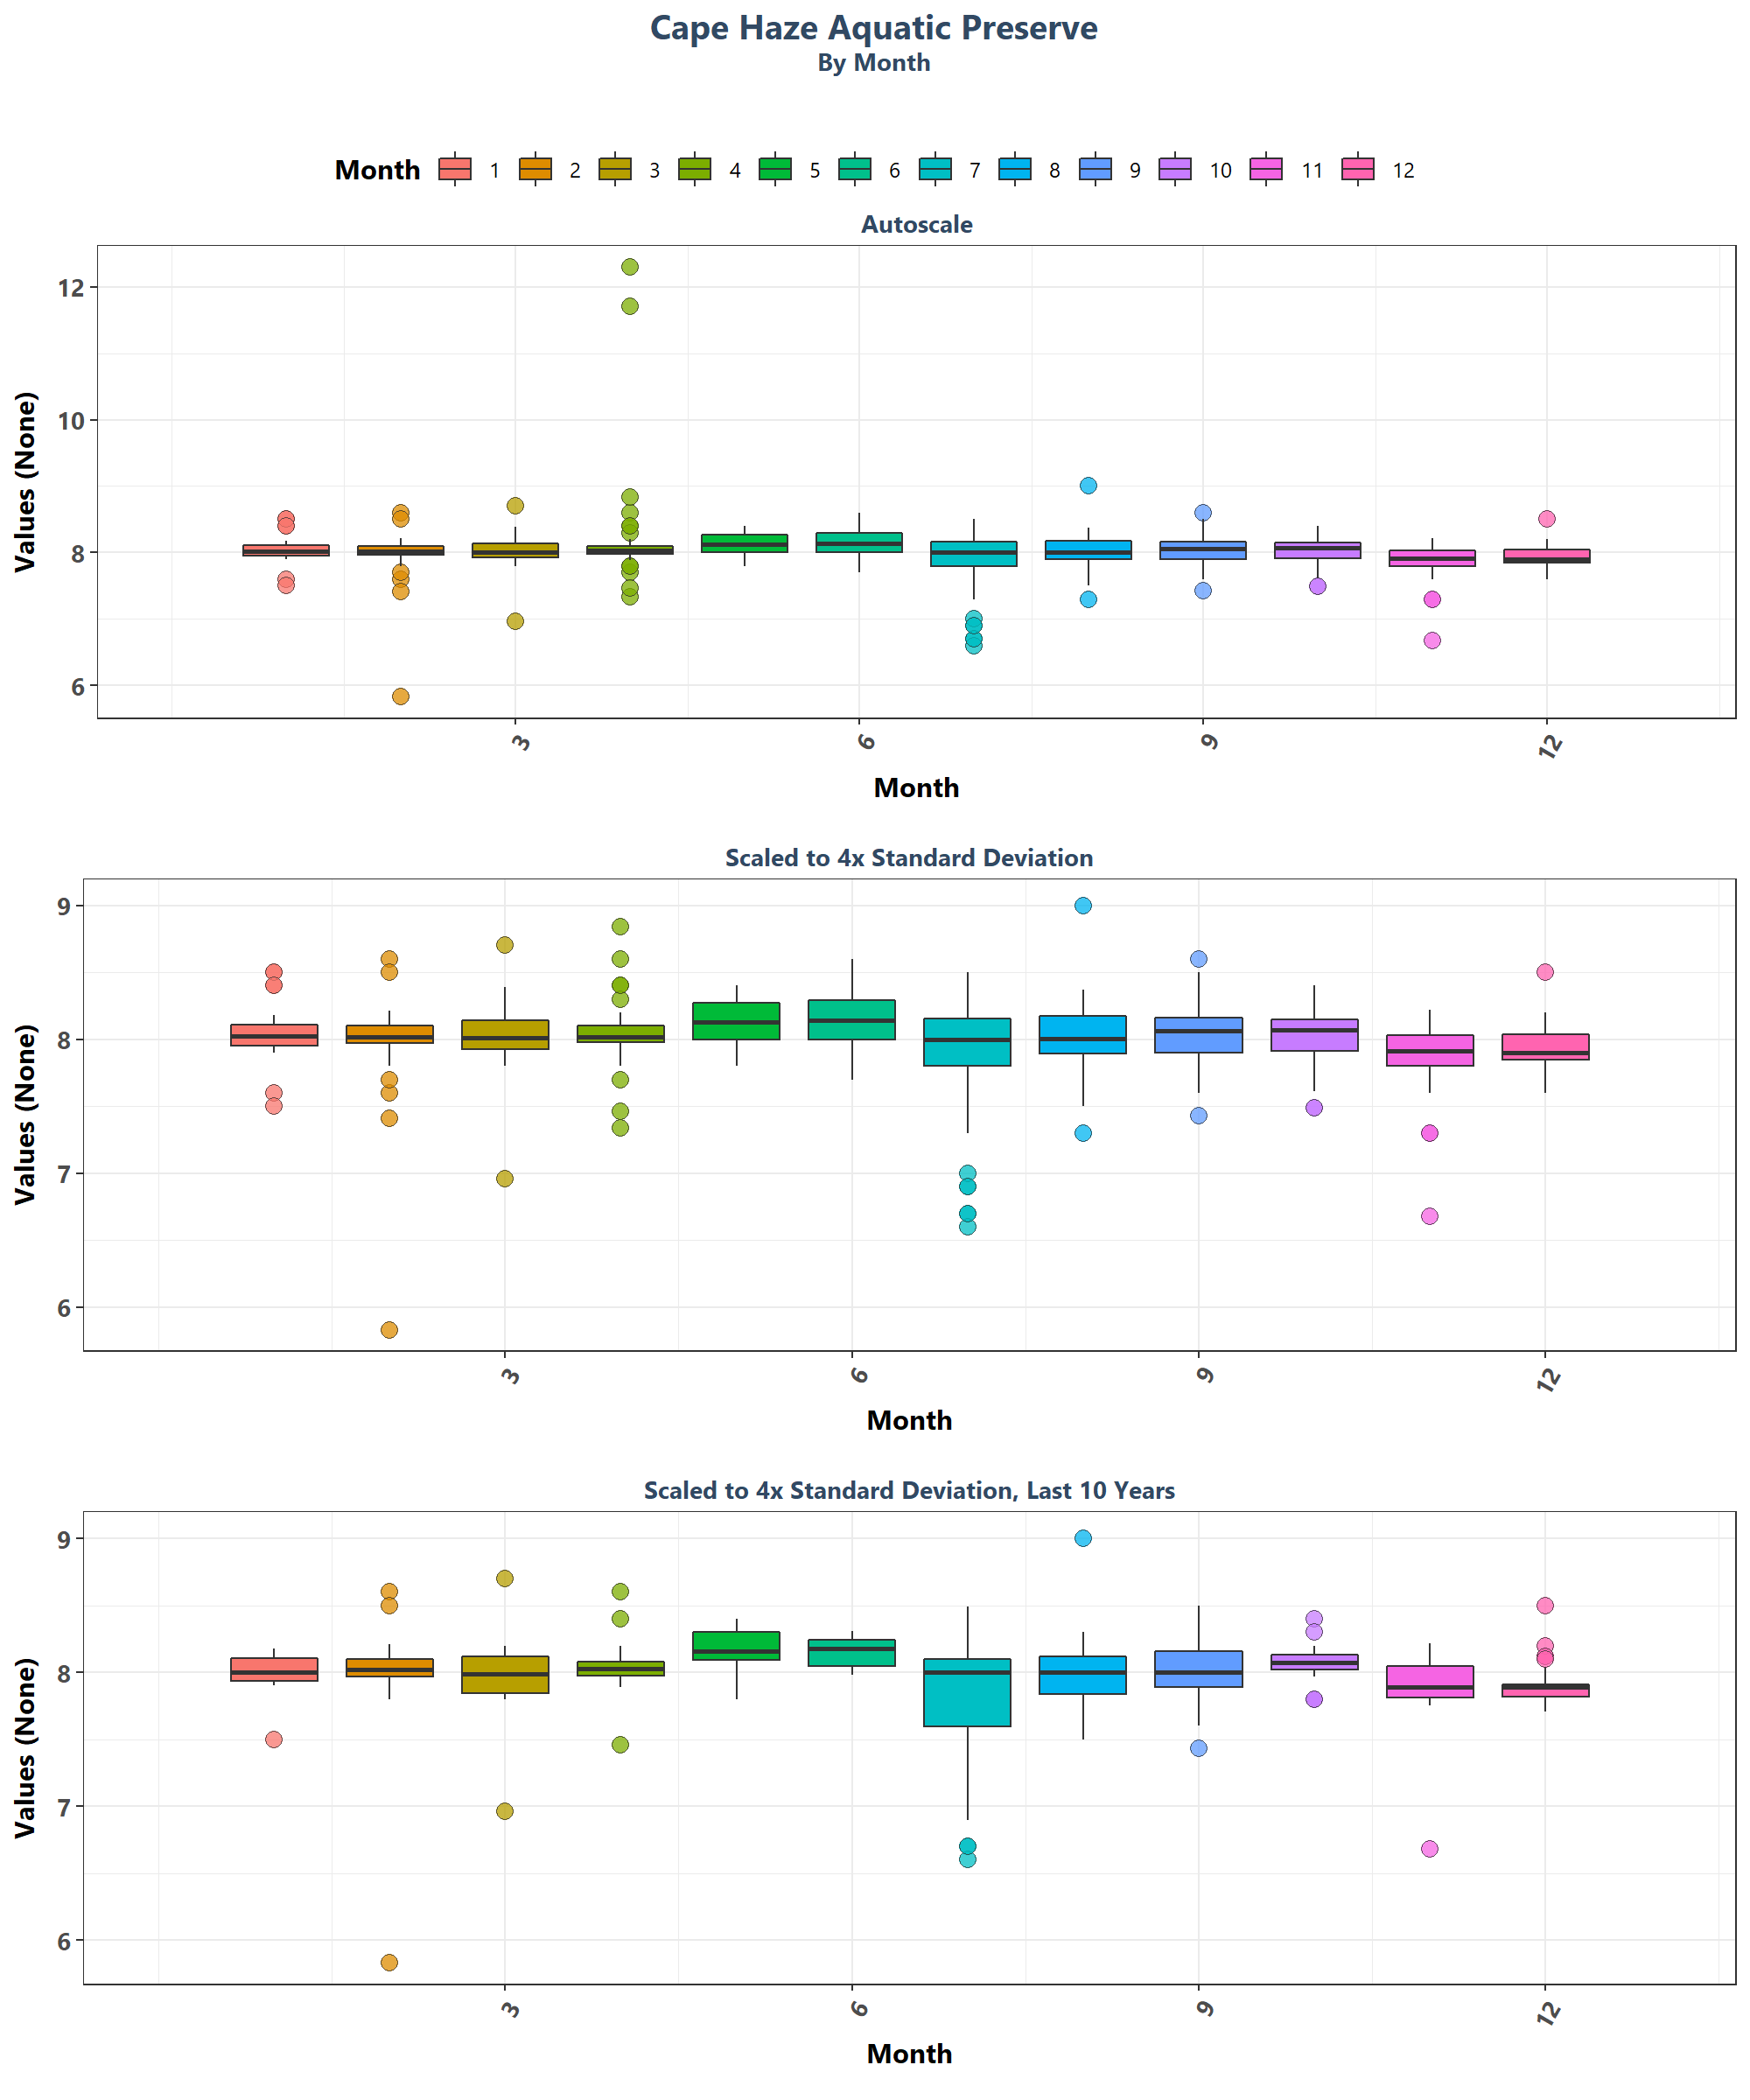 Cape Haze Aquatic Preserve
By Month
Month 1 2 3 4 5 6 7 8 9 10 11 12
Autoscale
Values (None)
12
10
8
6
3 6 9 12
Month
Scaled to 4x Standard Deviation
Values (None)
9
8
7
6
3 6 9 12
Month
Scaled to 4x Standard Deviation, Last 10 Years
Values (None)
9
8
7
6
3 6 9 12
Month